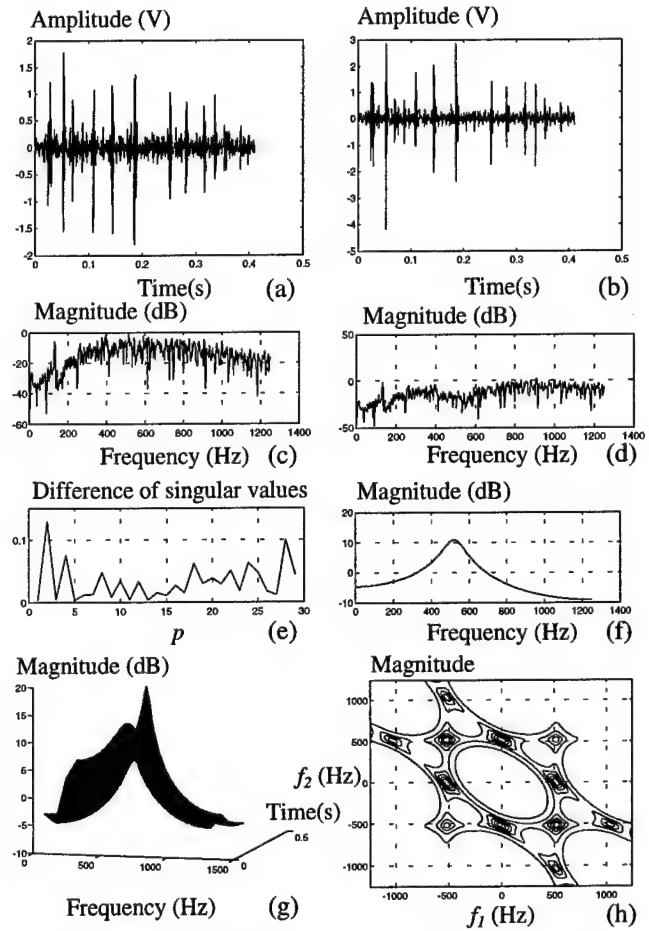 Amplitude (V)
2
1.5
1
0.5
0
-0.5
-1
-1.5
-2
0 0.1 0.2 0.3 0.4 0.5
Time(s) (a)
Amplitude (V)
3
2
1
0
-1
-2
-3
-4
-5
0 0.1 0.2 0.3 0.4 0.5
Time(s) (b)
Magnitude (dB)
0
-20
-40
-60
0 200 400 600 800 1000 1200 1400
Frequency (Hz) (c)
Magnitude (dB)
50
0
-50
0 200 400 600 800 1000 1200 1400
Frequency (Hz) (d)
Difference of singular values
0.1
0
0 5 10 15 20 25 30
p (e)
Magnitude (dB)
20
10
0
-10
0 200 400 600 800 1000 1200 1400
Frequency (Hz) (f)
Magnitude (dB)
20
15
10
5
0
-5
-10
0 500 1000 1500 0
Time(s)
0.5
Frequency (Hz) (g)
Magnitude
1000
500
f2 (Hz) 0
-500
-1000
-1000 -500 0 500 1000
f1 (Hz) (h)